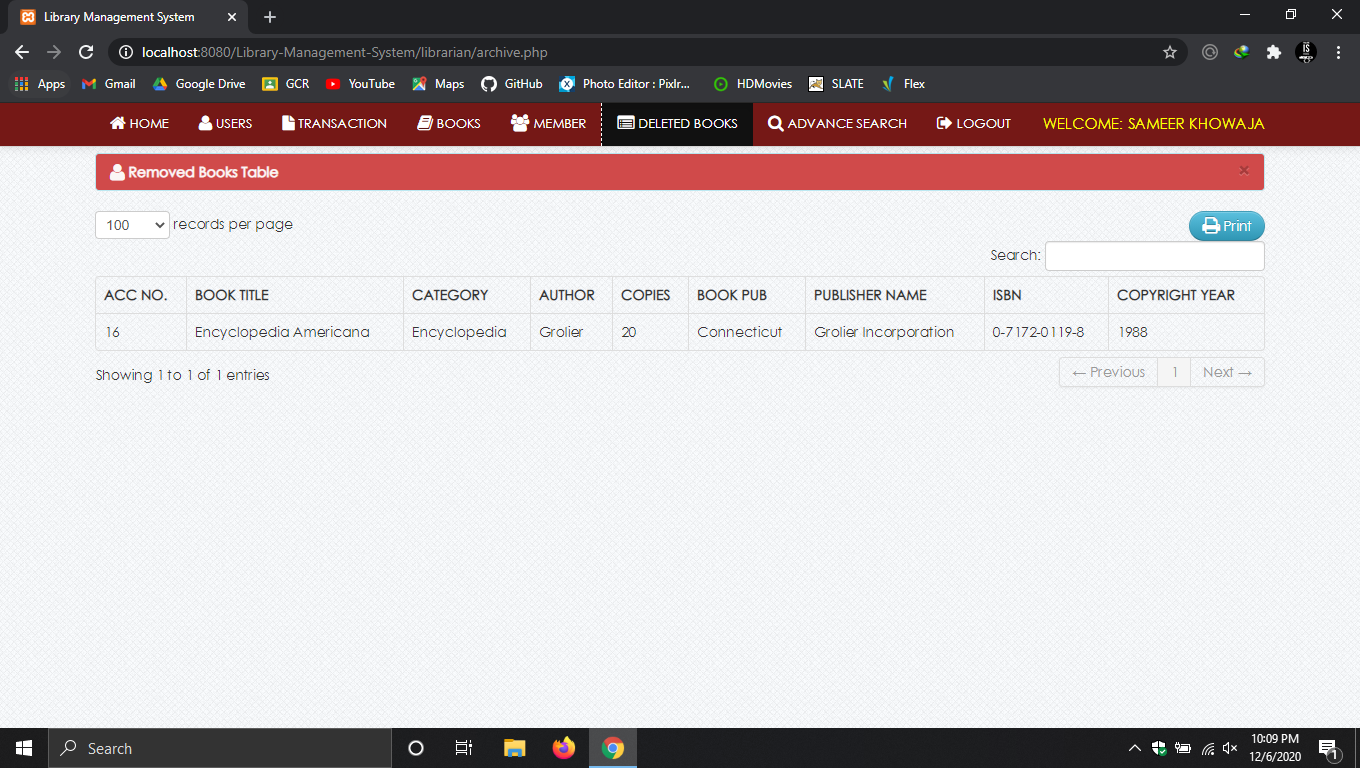 Library Management System
localhost:8080/Library-Management-System/librarian/archive.php
Apps Gmail Google Drive GCR YouTube Maps GitHub Photo Editor : Pixlr... HDMovies SLATE Flex
HOME USERS TRANSACTION BOOKS MEMBER DELETED BOOKS ADVANCE SEARCH LOGOUT WELCOME: SAMEER KHOWAJA
Removed Books Table ×
100 records per page Print
Search:
ACC NO. BOOK TITLE CATEGORY AUTHOR COPIES BOOK PUB PUBLISHER NAME ISBN COPYRIGHT YEAR
16 Encyclopedia Americana Encyclopedia Grolier 20 Connecticut Grolier Incorporation 0-7172-0119-8 1988
Showing 1 to 1 of 1 entries ← Previous 1 Next →
Search
10:09 PM
12/6/2020
1